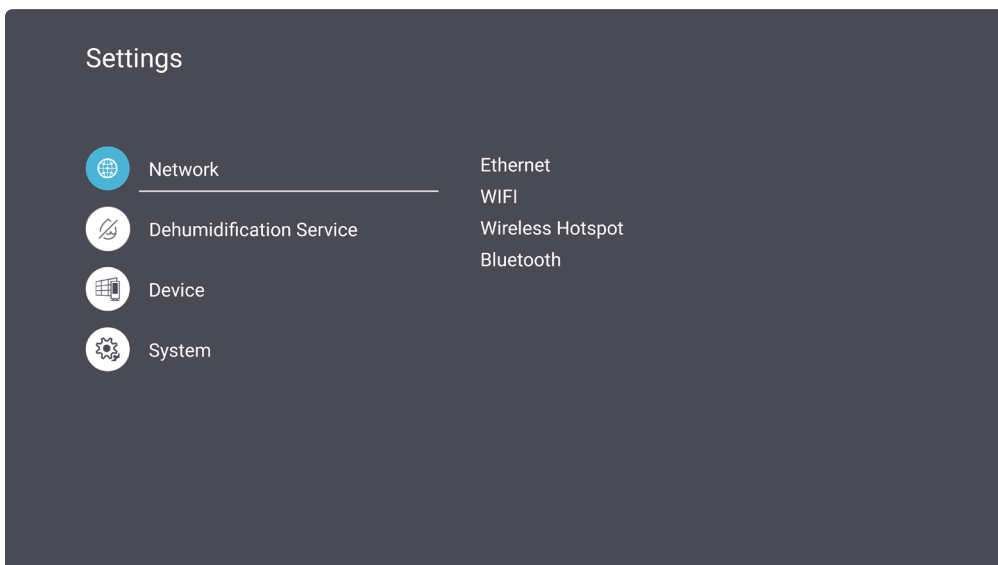 Settings
Network
Dehumidification Service
Device
System
Ethernet
WIFI
Wireless Hotspot
Bluetooth